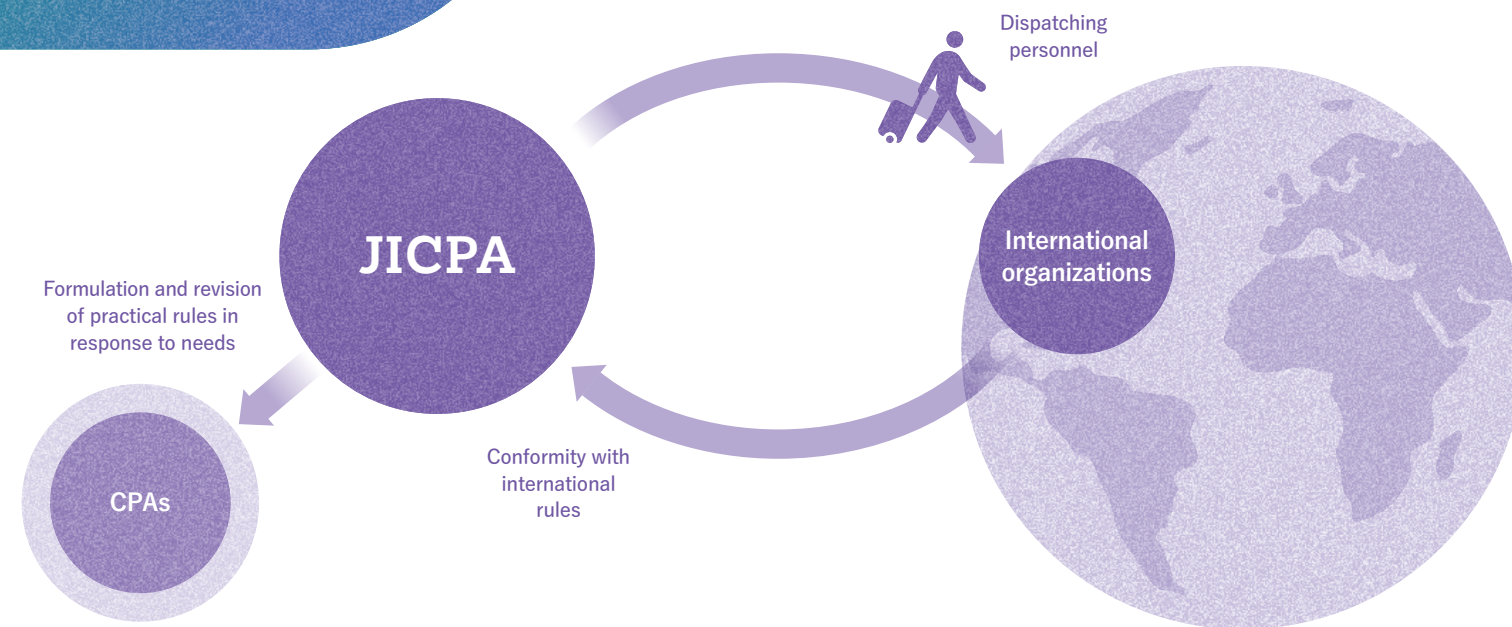 Dispatching
personnel
JICPA
International
organizations
Formulation and revision
of practical rules in
response to needs
Conformity with
international
rules
CPAs